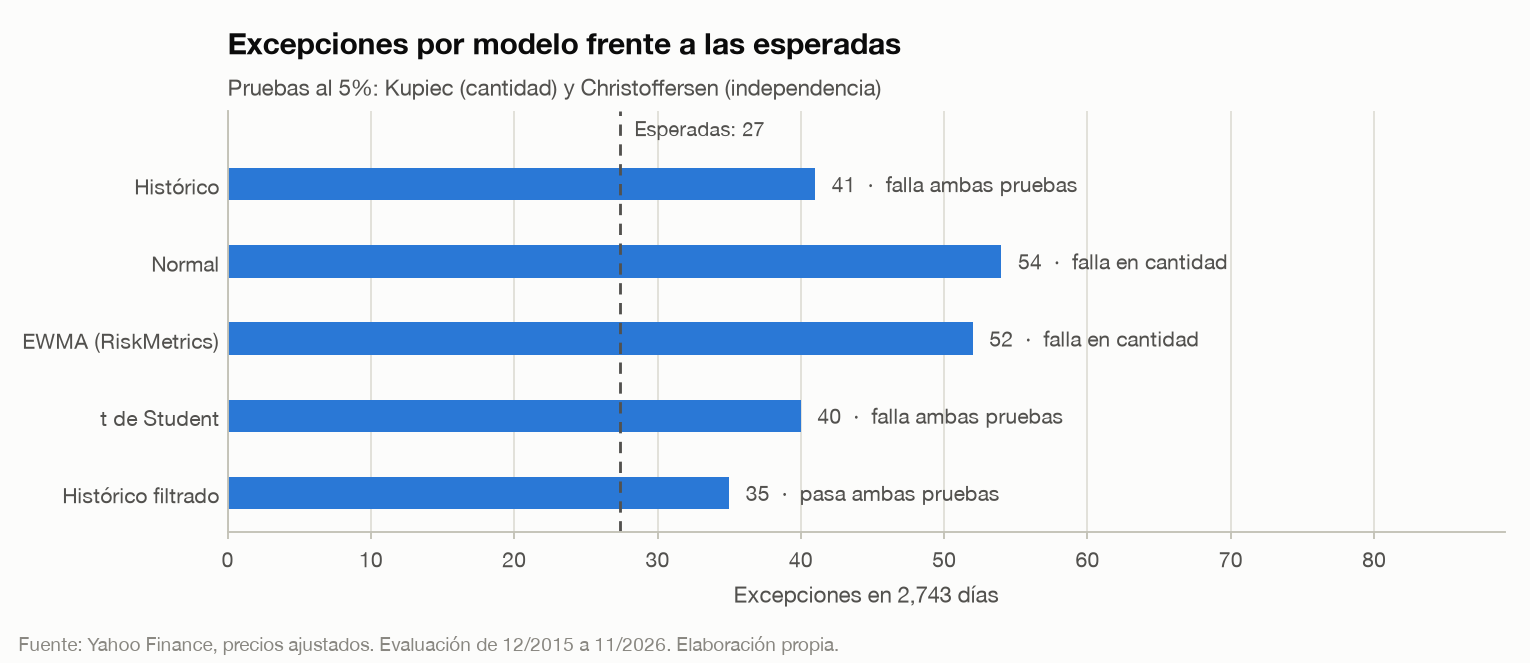 Excepciones por modelo frente a las esperadas
Pruebas al 5%: Kupiec (cantidad) y Christoffersen (independencia)
Esperadas: 27
Histórico
41 · falla ambas pruebas
Normal
54 · falla en cantidad
EWMA (RiskMetrics)
52 · falla en cantidad
t de Student
40 · falla ambas pruebas
Histórico filtrado
35 · pasa ambas pruebas
0 10 20 30 40 50 60 70 80
Excepciones en 2,743 días
Fuente: Yahoo Finance, precios ajustados. Evaluación de 12/2015 a 11/2026. Elaboración propia.